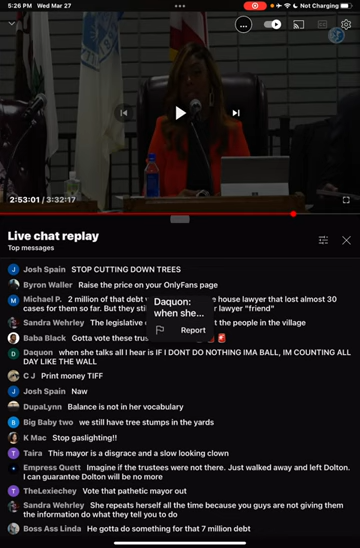 5:26 PM Wed Mar 27
Not Charging
2:53:01 / 3:32:17
Live chat replay
Top messages
Josh Spain STOP CUTTING DOWN TREES
Byron Waller Raise the price on your OnlyFans page
Michael P. 2 million of that debt
e house lawyer that lost almost 30
cases for them so far. But they still
r lawyer "friend"
Sandra Wehrley The legislative
t the people in the village
Baba Black Gotta vote these trus
Daquon:
when she...
Report
Daquon when she talks all I hear is IF I DONT DO NOTHING IMA BALL, IM COUNTING ALL
DAY LIKE THE WALL
C J Print money TIFF
Josh Spain Naw
DupaLynn Balance is not in her vocabulary
Big Baby two we still have tree stumps in the yards
K Mac Stop gaslighting!!
Taira This mayor is a disgrace and a slow looking clown
Empress Quett Imagine if the trustees were not there. Just walked away and left Dolton.
I can guarantee Dolton will be no more
TheLexiechey Vote that pathetic mayor out
Sandra Wehrley She repeats herself all the time because you guys are not giving them
the information do what they tell you to do
Boss Ass Linda He gotta do something for that 7 million debt